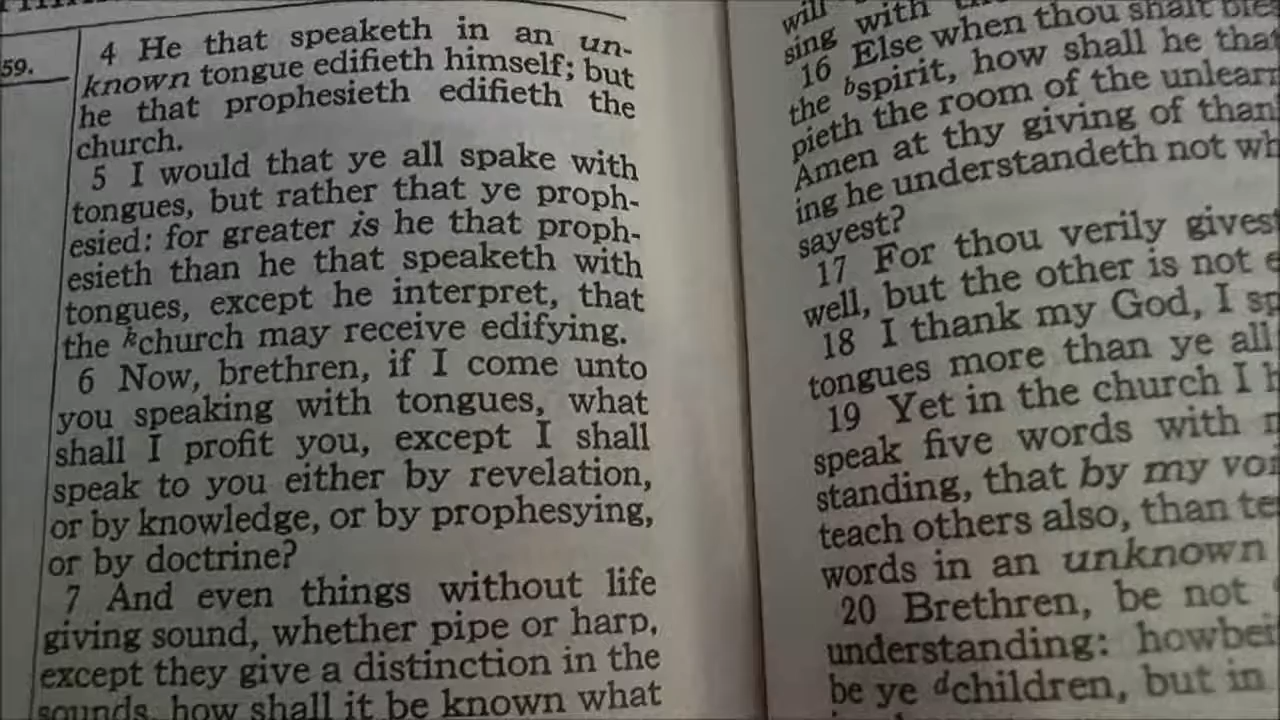 59.
4 He that speaketh in an un-
known tongue edifieth himself; but
he that prophesieth edifieth the
church.
5 I would that ye all spake with
tongues, but rather that ye proph-
esied: for greater is he that proph-
esieth than he that speaketh with
tongues, except he interpret, that
the kchurch may receive edifying.
6 Now, brethren, if I come unto
you speaking with tongues, what
shall I profit you, except I shall
speak to you either by revelation,
or by knowledge, or by prophesying,
or by doctrine?
7 And even things without life
giving sound, whether pipe or harp,
except they give a distinction in the
sounds, how shall it be known what
will
sing with
16 Else when thou shalt
the bspirit, how shall he that
pieth the room of the
Amen at thy giving of
ing he understandeth not
sayest?
17 For thou verily
well, but the other is not
18 I thank my God, I
tongues more than ye all
19 Yet in the church I
speak five words with
standing, that by my
teach others also, than
words in an unknown
20 Brethren, be not
understanding:
be ye dchildren, but in